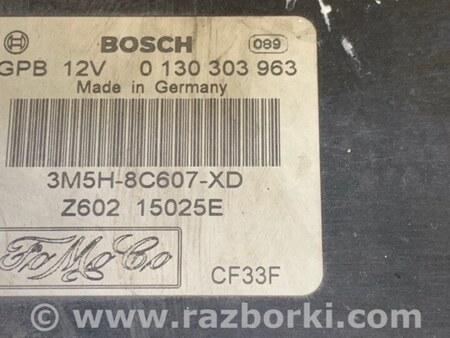 BOSCH 089
GPB 12V 0 130 303 963
Made in Germany
3M5H-8C607-XD
Z602 15025E
FoMoCo
CF33F
www.razborki.com